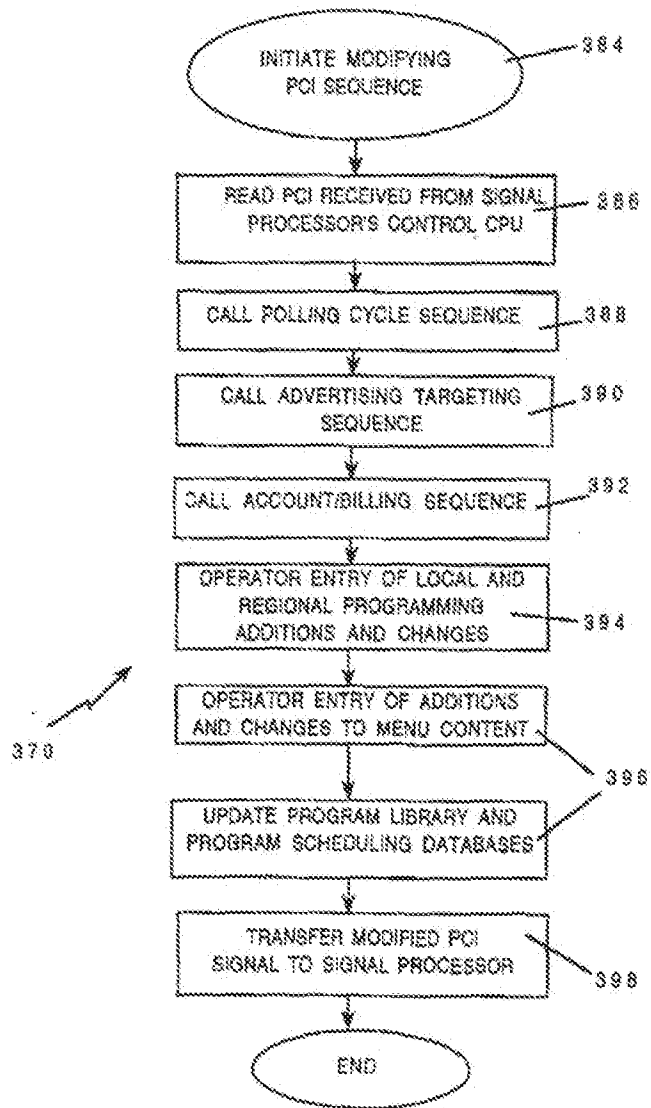 INITIATE MODIFYING
PCI SEQUENCE
384
READ PCI RECEIVED FROM SIGNAL
PROCESSOR'S CONTROL CPU
386
CALL POLLING CYCLE SEQUENCE
388
CALL ADVERTISING TARGETING
SEQUENCE
390
CALL ACCOUNT/BILLING SEQUENCE
392
OPERATOR ENTRY OF LOCAL AND
REGIONAL PROGRAMMING
ADDITIONS AND CHANGES
394
370
OPERATOR ENTRY OF ADDITIONS
AND CHANGES TO MENU CONTENT
396
UPDATE PROGRAM LIBRARY AND
PROGRAM SCHEDULING DATABASES
TRANSFER MODIFIED PCI
SIGNAL TO SIGNAL PROCESSOR
398
END